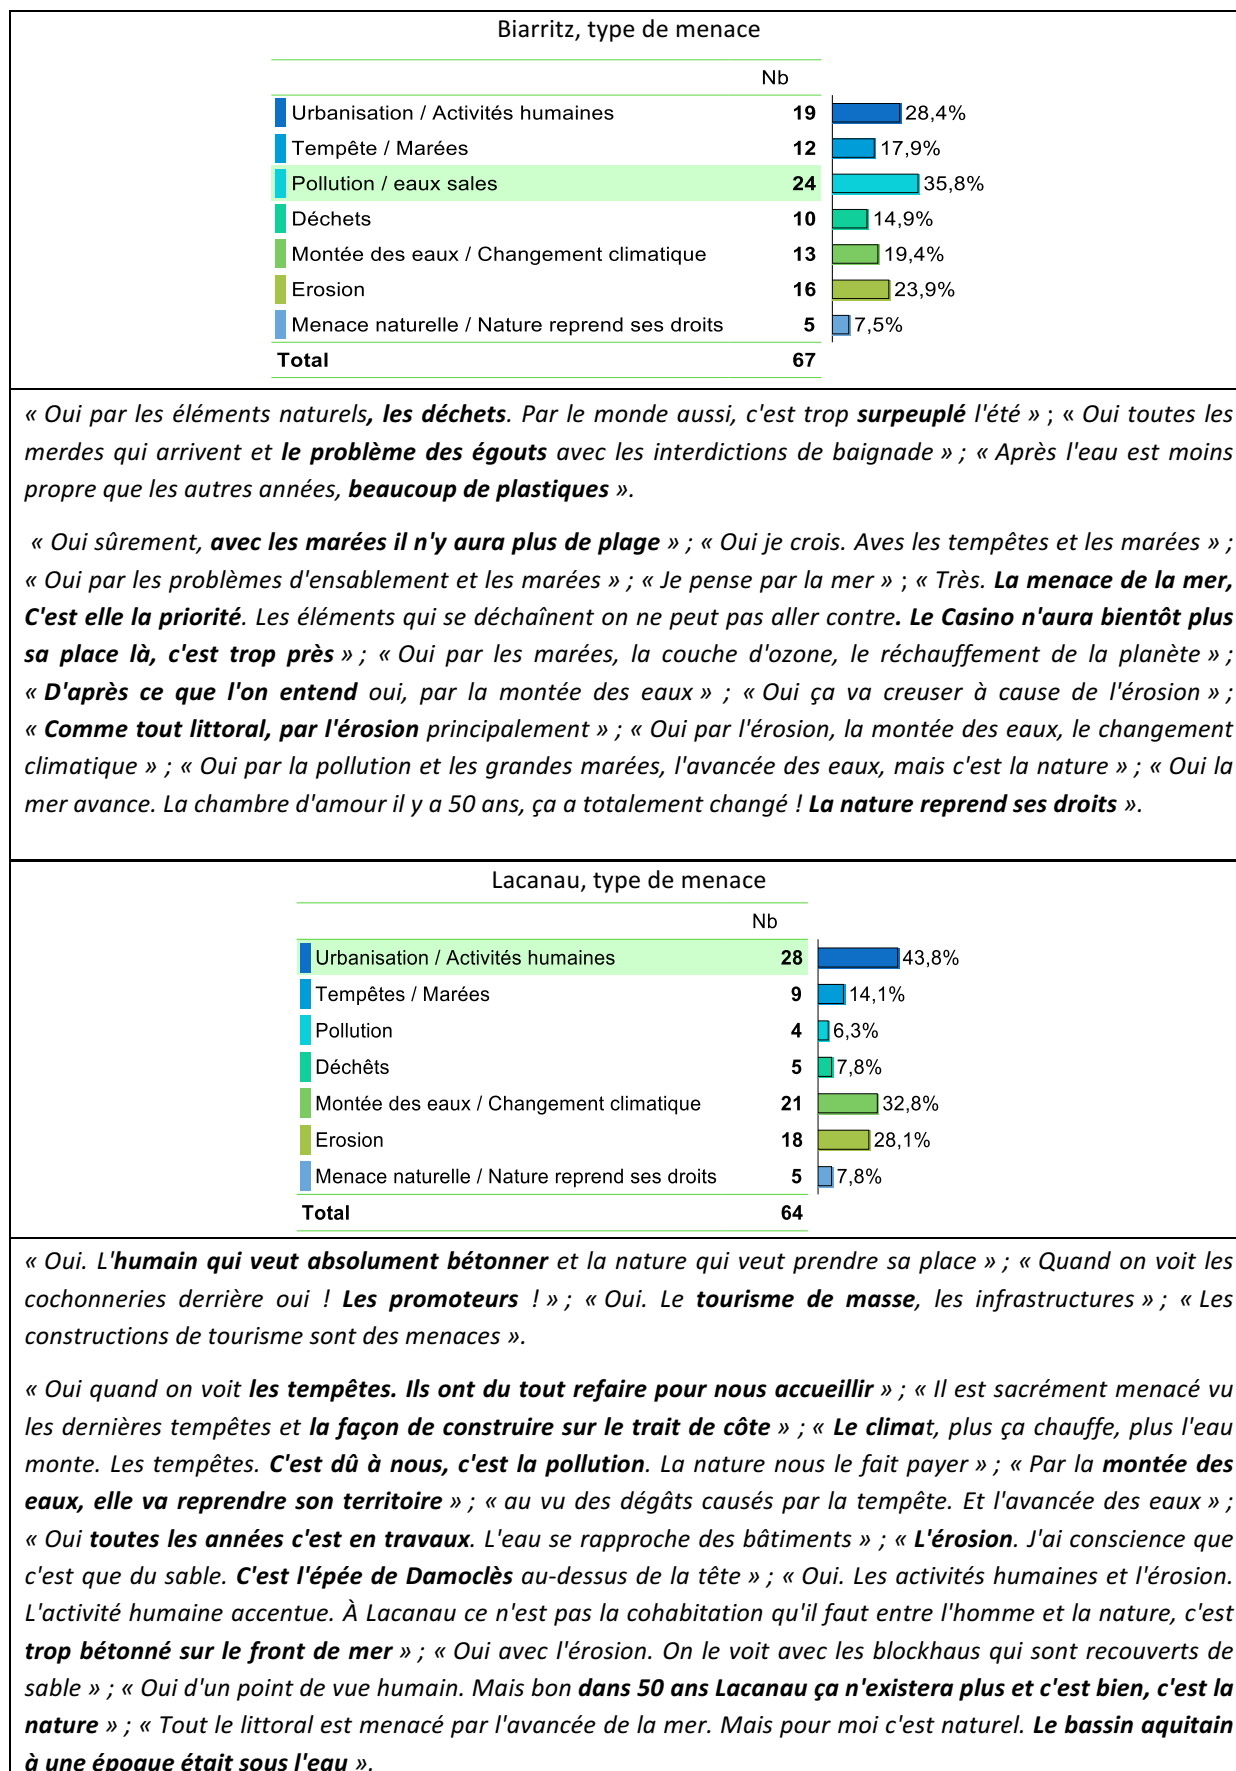 Biarritz, type de menace
Nb
Urbanisation / Activités humaines 19 28,4%
Tempête / Marées 12 17,9%
Pollution / eaux sales 24 35,8%
Déchets 10 14,9%
Montée des eaux / Changement climatique 13 19,4%
Erosion 16 23,9%
Menace naturelle / Nature reprend ses droits 5 7,5%
Total 67
« Oui par les éléments naturels, les déchets. Par le monde aussi, c'est trop surpeuplé l'été » ; « Oui toutes les
merdes qui arrivent et le problème des égouts avec les interdictions de baignade » ; « Après l'eau est moins
propre que les autres années, beaucoup de plastiques ».
« Oui sûrement, avec les marées il n'y aura plus de plage » ; « Oui je crois. Aves les tempêtes et les marées » ;
« Oui par les problèmes d'ensablement et les marées » ; « Je pense par la mer » ; « Très. La menace de la mer,
C'est elle la priorité. Les éléments qui se déchaînent on ne peut pas aller contre. Le Casino n'aura bientôt plus
sa place là, c'est trop près » ; « Oui par les marées, la couche d'ozone, le réchauffement de la planète » ;
« D'après ce que l'on entend oui, par la montée des eaux » ; « Oui ça va creuser à cause de l'érosion » ;
« Comme tout littoral, par l'érosion principalement » ; « Oui par l'érosion, la montée des eaux, le changement
climatique » ; « Oui par la pollution et les grandes marées, l'avancée des eaux, mais c'est la nature » ; « Oui la
mer avance. La chambre d'amour il y a 50 ans, ça a totalement changé ! La nature reprend ses droits ».
Lacanau, type de menace
Nb
Urbanisation / Activités humaines 28 43,8%
Tempêtes / Marées 9 14,1%
Pollution 4 6,3%
Déchêts 5 7,8%
Montée des eaux / Changement climatique 21 32,8%
Erosion 18 28,1%
Menace naturelle / Nature reprend ses droits 5 7,8%
Total 64
« Oui. L'humain qui veut absolument bétonner et la nature qui veut prendre sa place » ; « Quand on voit les
cochonneries derrière oui ! Les promoteurs ! » ; « Oui. Le tourisme de masse, les infrastructures » ; « Les
constructions de tourisme sont des menaces ».
« Oui quand on voit les tempêtes. Ils ont du tout refaire pour nous accueillir » ; « Il est sacrément menacé vu
les dernières tempêtes et la façon de construire sur le trait de côte » ; « Le climat, plus ça chauffe, plus l'eau
monte. Les tempêtes. C'est dû à nous, c'est la pollution. La nature nous le fait payer » ; « Par la montée des
eaux, elle va reprendre son territoire » ; « au vu des dégâts causés par la tempête. Et l'avancée des eaux » ;
« Oui toutes les années c'est en travaux. L'eau se rapproche des bâtiments » ; « L'érosion. J'ai conscience que
c'est que du sable. C'est l'épée de Damoclès au-dessus de la tête » ; « Oui. Les activités humaines et l'érosion.
L'activité humaine accentue. À Lacanau ce n'est pas la cohabitation qu'il faut entre l'homme et la nature, c'est
trop bétonné sur le front de mer » ; « Oui avec l'érosion. On le voit avec les blockhaus qui sont recouverts de
sable » ; « Oui d'un point de vue humain. Mais bon dans 50 ans Lacanau ça n'existera plus et c'est bien, c'est la
nature » ; « Tout le littoral est menacé par l'avancée de la mer. Mais pour moi c'est naturel. Le bassin aquitain
à une époque était sous l'eau ».